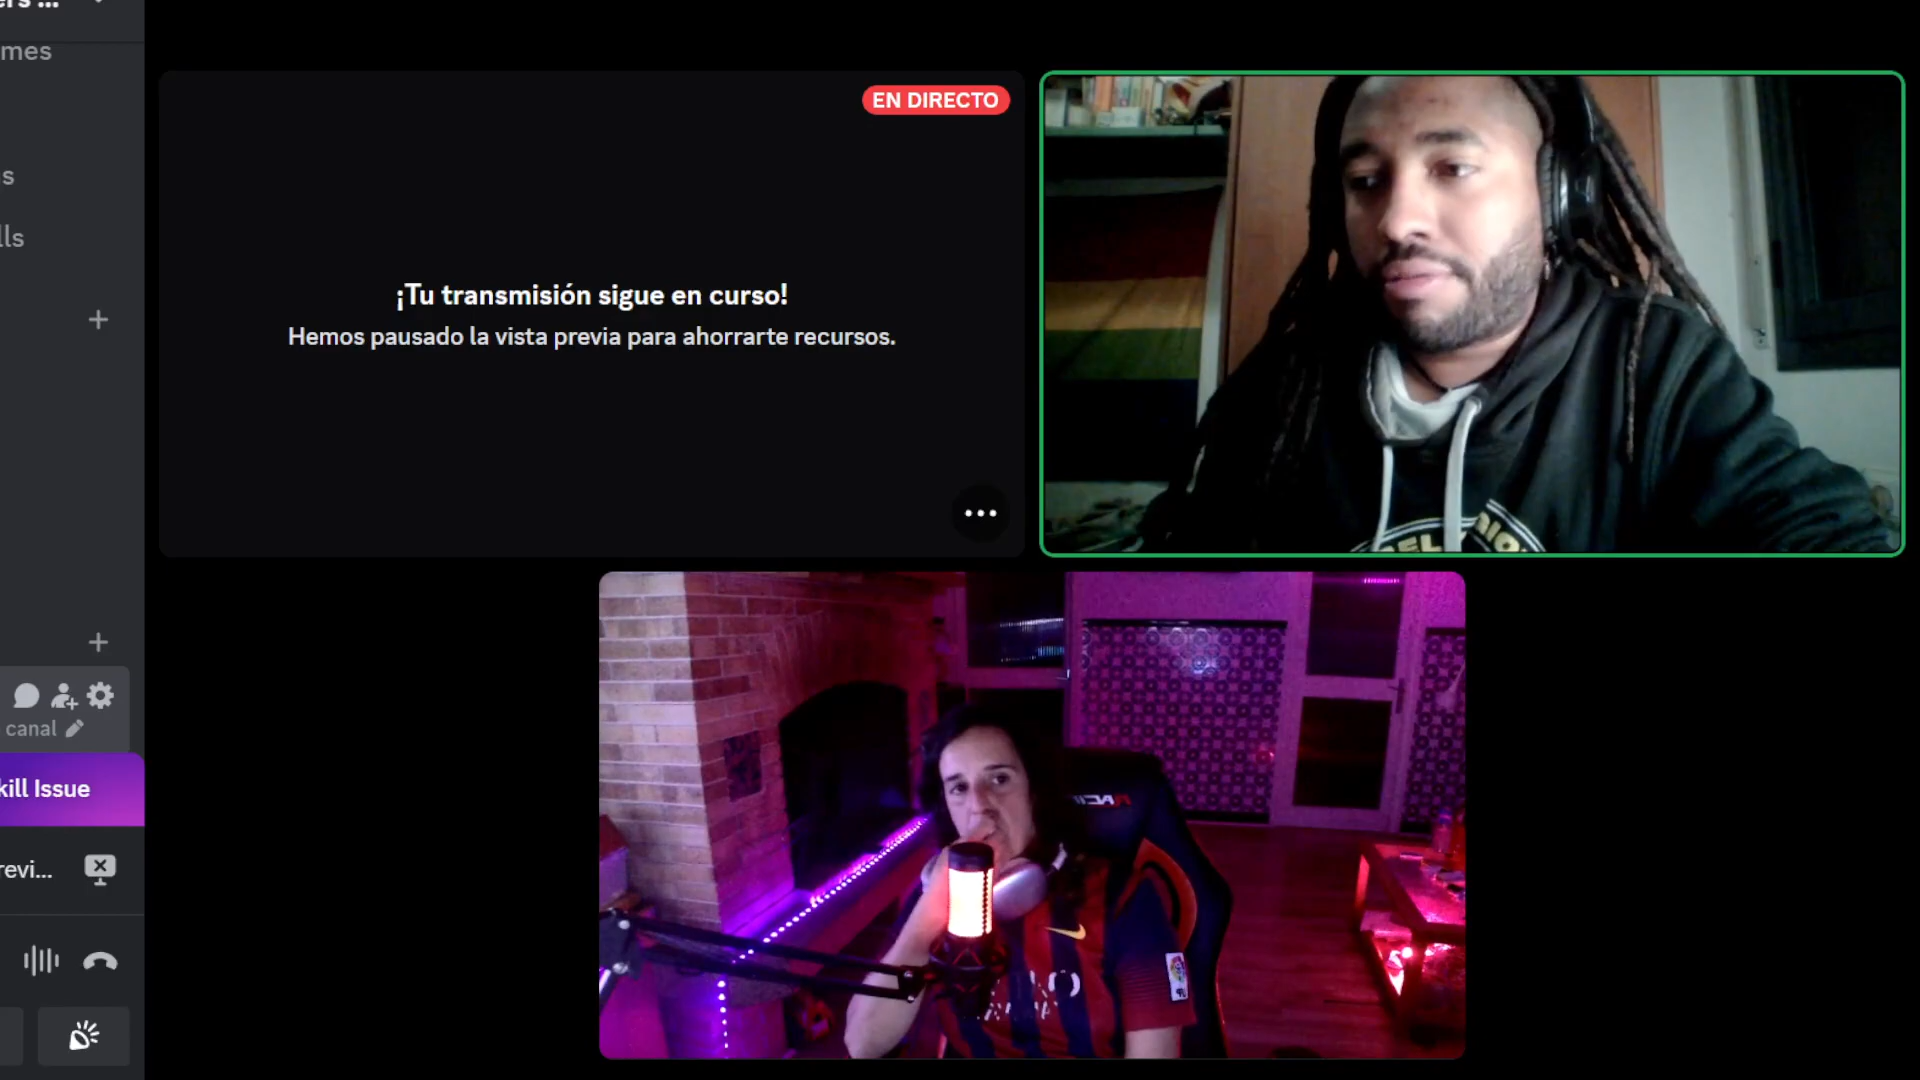 ers ...
mes
s
lls
EN DIRECTO
¡Tu transmisión sigue en curso!
Hemos pausado la vista previa para ahorrarte recursos.
canal
kill Issue
revi...